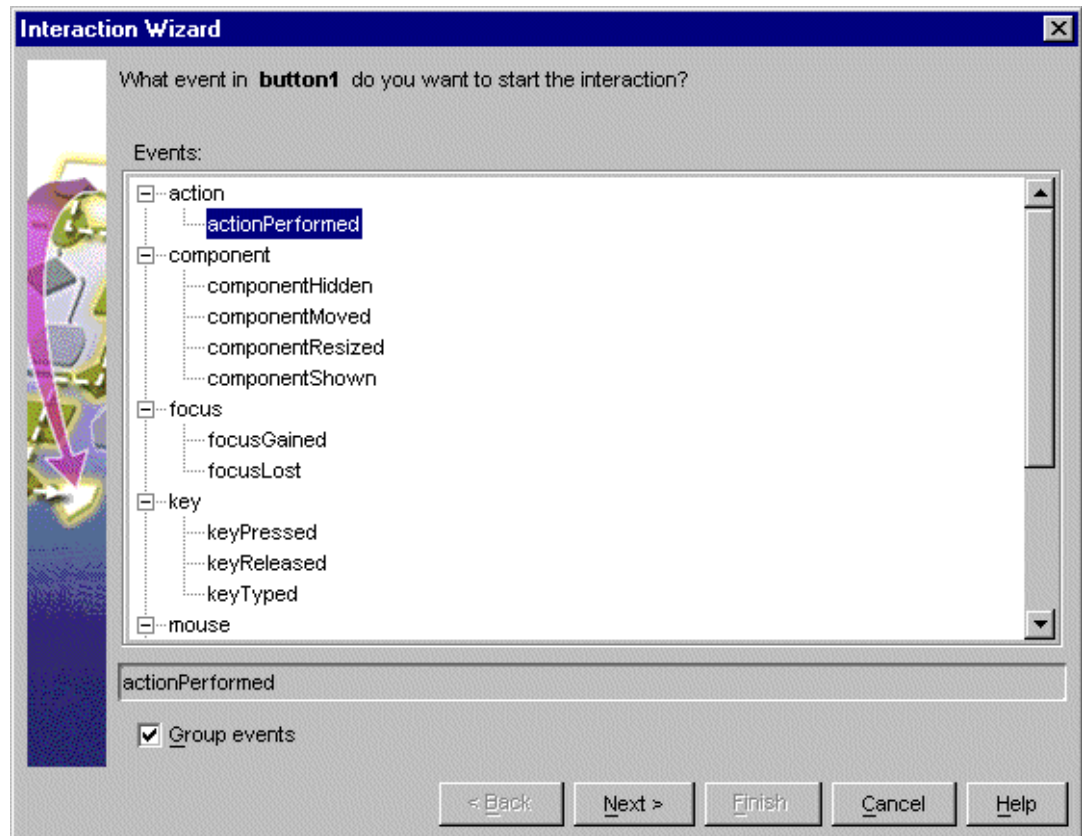 Interaction Wizard
What event in button1 do you want to start the interaction?
Events:
action
actionPerformed
component
componentHidden
componentMoved
componentResized
componentShown
focus
focusGained
focusLost
key
keyPressed
keyReleased
keyTyped
mouse
actionPerformed
Group events
< Back Next > Finish Cancel Help